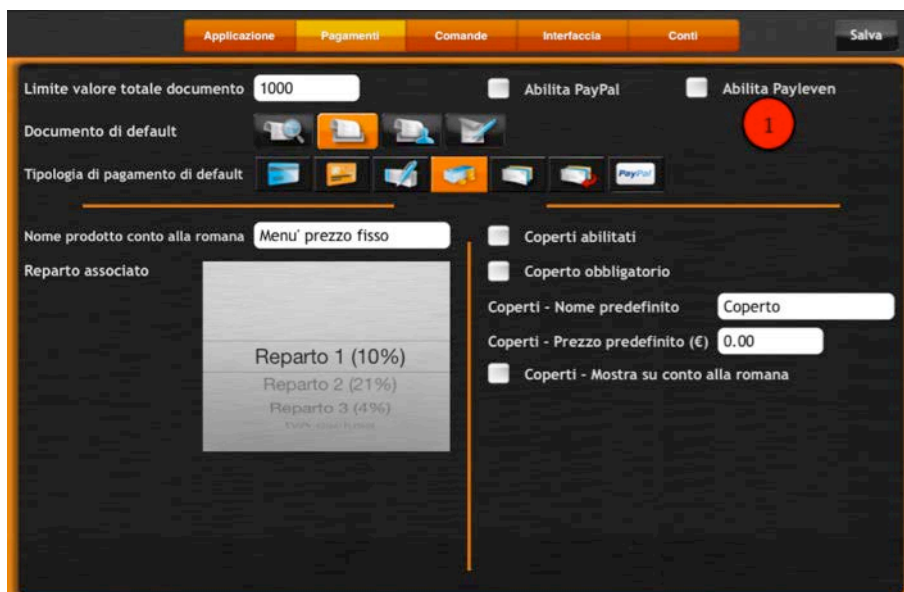 Applicazione Pagamenti Comande Interfaccia Conti Salva
Limite valore totale documento 1000 Abilita PayPal Abilita Payleven
1
Documento di default
Tipologia di pagamento di default PayPal
Nome prodotto conto alla romana Menu' prezzo fisso Coperti abilitati
Reparto associato Coperto obbligatorio
Coperti - Nome predefinito Coperto
Coperti - Prezzo predefinito (€) 0.00
Reparto 1 (10%)
Coperti - Mostra su conto alla romana
Reparto 2 (21%)
Reparto 3 (4%)